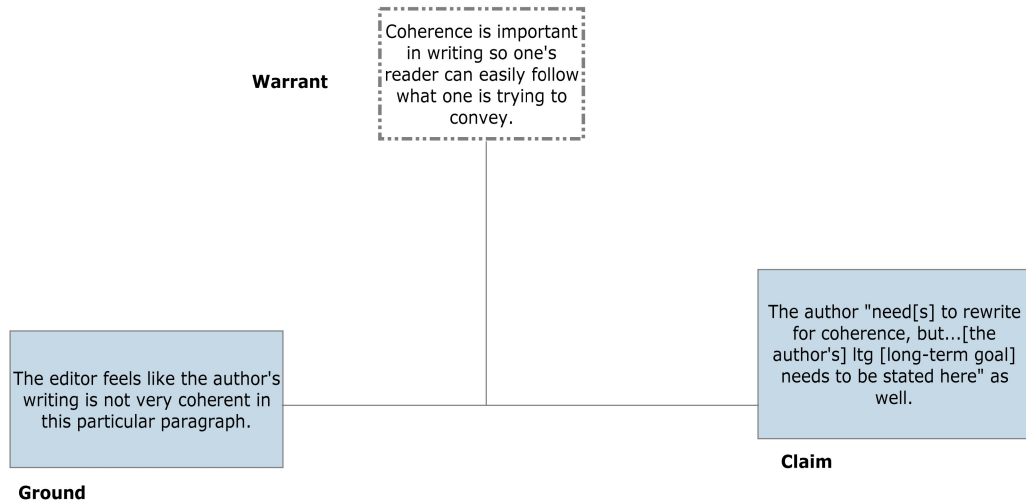 Coherence is important
in writing so one's
reader can easily follow
what one is trying to
convey.
Warrant
The editor feels like the author's
writing is not very coherent in
this particular paragraph.
Ground
The author "need[s] to rewrite
for coherence, but...[the
author's] ltg [long-term goal]
needs to be stated here" as
well.
Claim